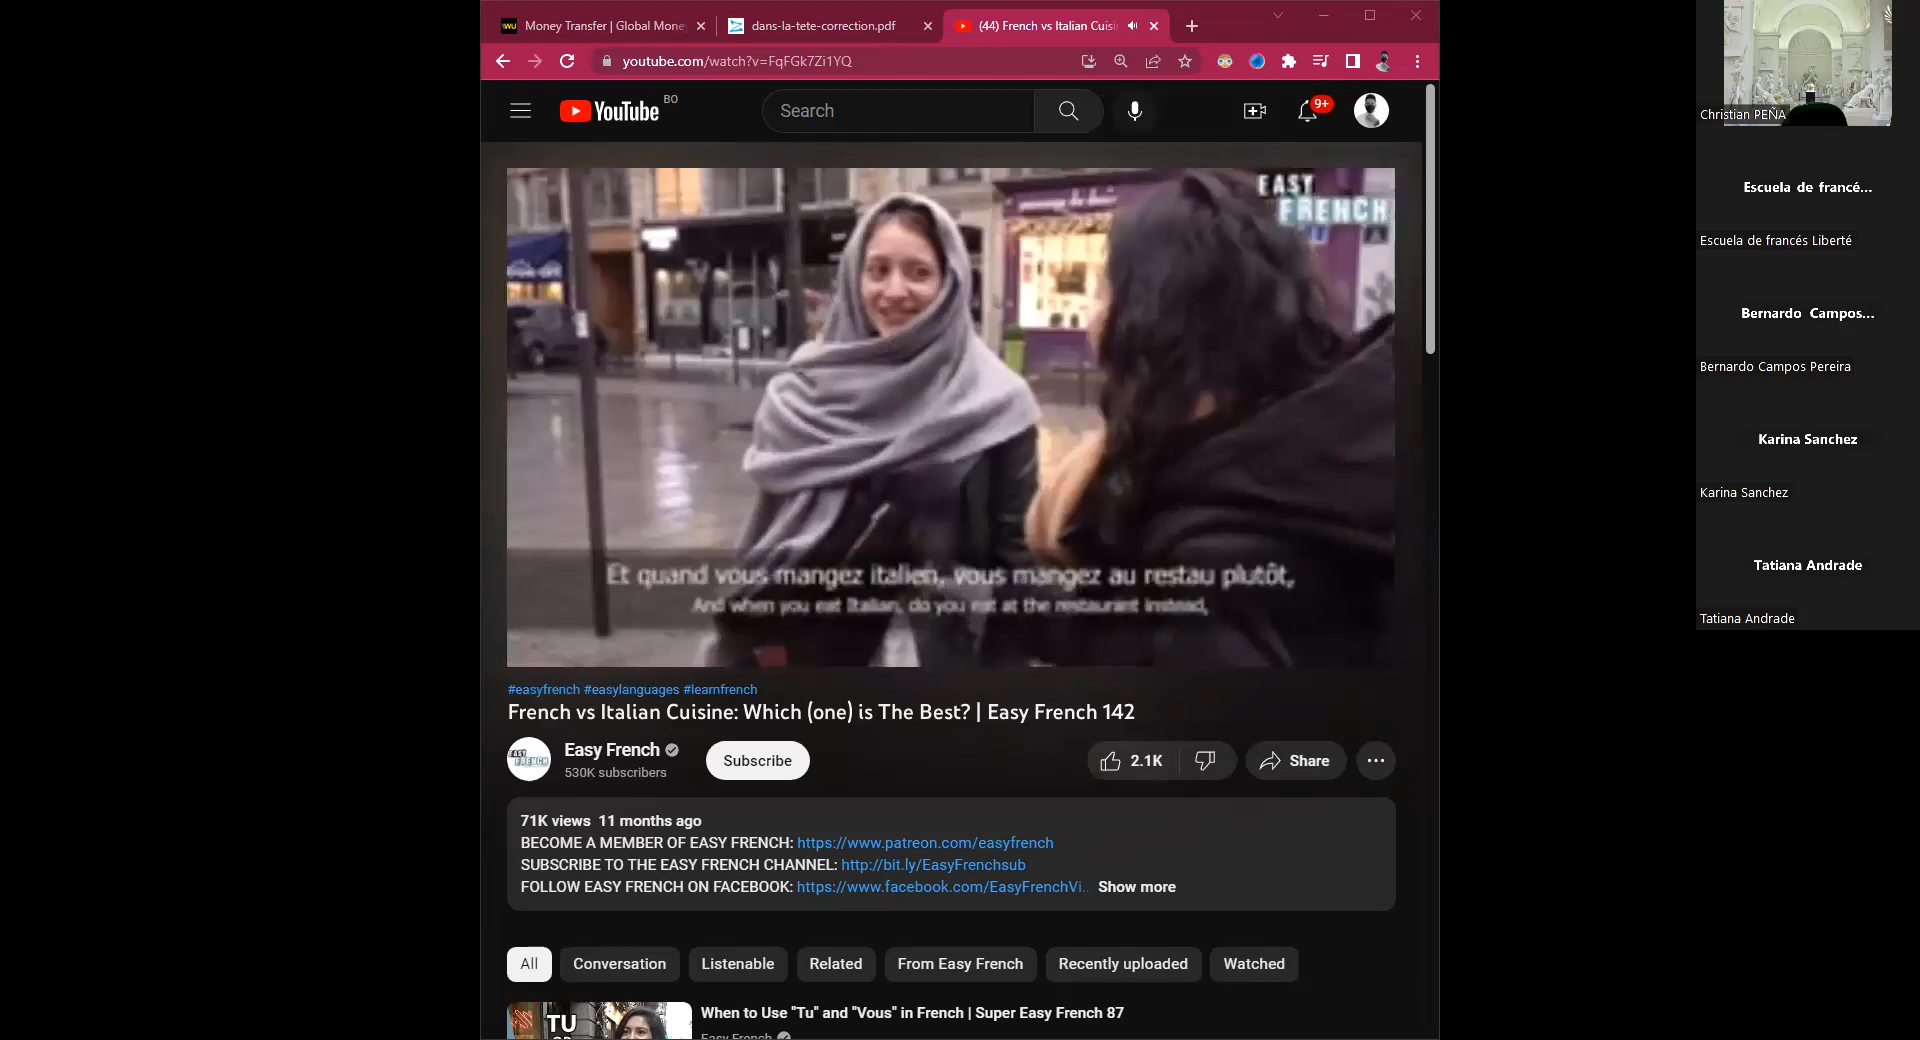 Money Transfer | Global Mone
dans-la-tete-correction.pdf
(44) French vs Italian Cuisi
youtube.com/watch?v=FqFGk7Zi1YQ
YouTube
BO
Search
9+
EASY
FRENCH
Et quand vous mangez italien, vous mangez au restau plutôt,
And when you eat Italian, do you eat at the restaurant instead,
#easyfrench #easylanguages #learnfrench
French vs Italian Cuisine: Which (one) is The Best? | Easy French 142
EASY
FRENCH
Easy French
530K subscribers
Subscribe
2.1K
Share
71K views 11 months ago
BECOME A MEMBER OF EASY FRENCH: https://www.patreon.com/easyfrench
SUBSCRIBE TO THE EASY FRENCH CHANNEL: http://bit.ly/EasyFrenchsub
FOLLOW EASY FRENCH ON FACEBOOK: https://www.facebook.com/EasyFrenchVi... Show more
All
Conversation
Listenable
Related
From Easy French
Recently uploaded
Watched
TU
When to Use "Tu" and "Vous" in French | Super Easy French 87
Easy French
Christian PEÑA
Escuela de francé...
Escuela de francés Liberté
Bernardo Campos...
Bernardo Campos Pereira
Karina Sanchez
Karina Sanchez
Tatiana Andrade
Tatiana Andrade